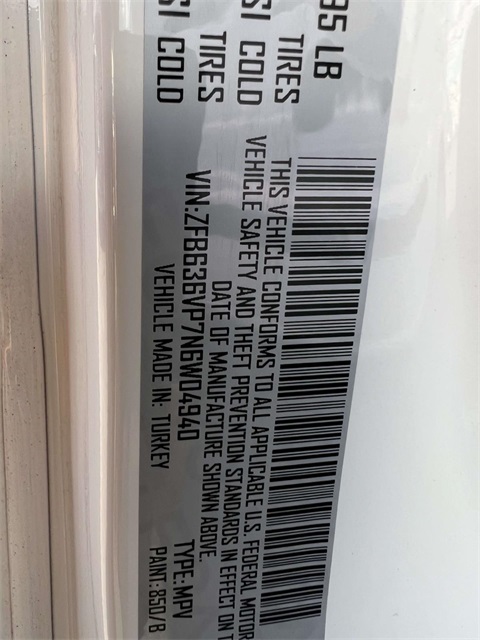 95 LB
TIRES
SI COLD
TIRES
SI COLD
THIS VEHICLE CONFORMS TO ALL APPLICABLE U.S. FEDERAL MOTOR
VEHICLE SAFETY AND THEFT PREVENTION STANDARDS IN EFFECT ON T
DATE OF MANUFACTURE SHOWN ABOVE.
VIN:ZFBG36VP7N6W04940
TYPE: MPV
VEHICLE MADE IN: TURKEY
PAINT: 850/B